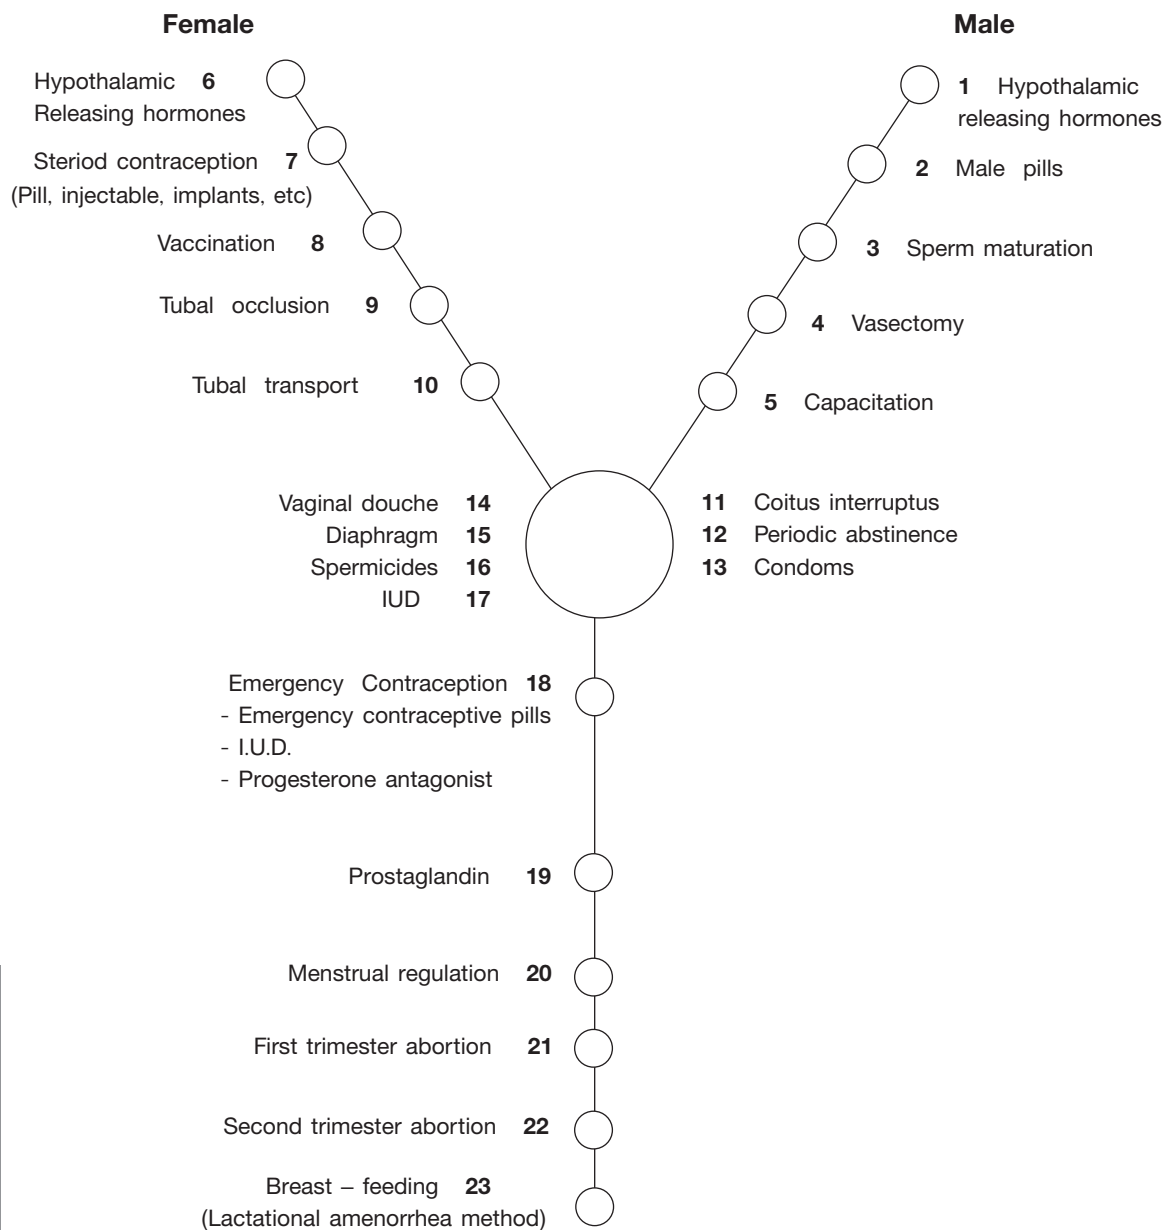 Female
Male
Hypothalamic 6
Releasing hormones
1 Hypothalamic
releasing hormones
Steriod contraception 7
(Pill, injectable, implants, etc)
2 Male pills
Vaccination 8
3 Sperm maturation
Tubal occlusion 9
4 Vasectomy
Tubal transport 10
5 Capacitation
Vaginal douche 14
Diaphragm 15
Spermicides 16
IUD 17
11 Coitus interruptus
12 Periodic abstinence
13 Condoms
Emergency Contraception 18
- Emergency contraceptive pills
- I.U.D.
- Progesterone antagonist
Prostaglandin 19
Menstrual regulation 20
First trimester abortion 21
Second trimester abortion 22
Breast – feeding 23
(Lactational amenorrhea method)